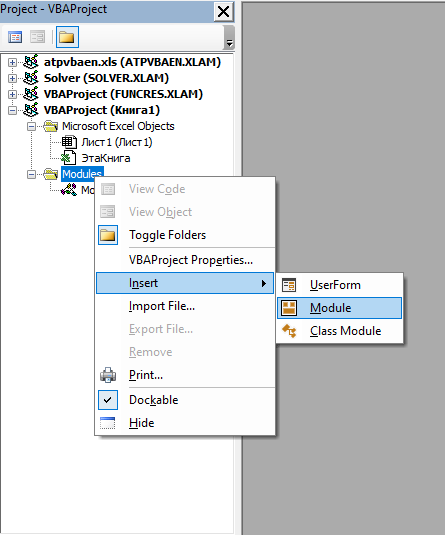 Project - VBAProject
atpvbaen.xls (ATPVBAEN.XLAM)
Solver (SOLVER.XLAM)
VBAProject (FUNCRES.XLAM)
VBAProject (Книга1)
Microsoft Excel Objects
Лист1 (Лист1)
ЭтаКнига
Modules
Mo
View Code
View Object
Toggle Folders
VBAProject Properties...
Insert
Import File...
Export File...
Remove
Print...
Dockable
Hide
UserForm
Module
Class Module